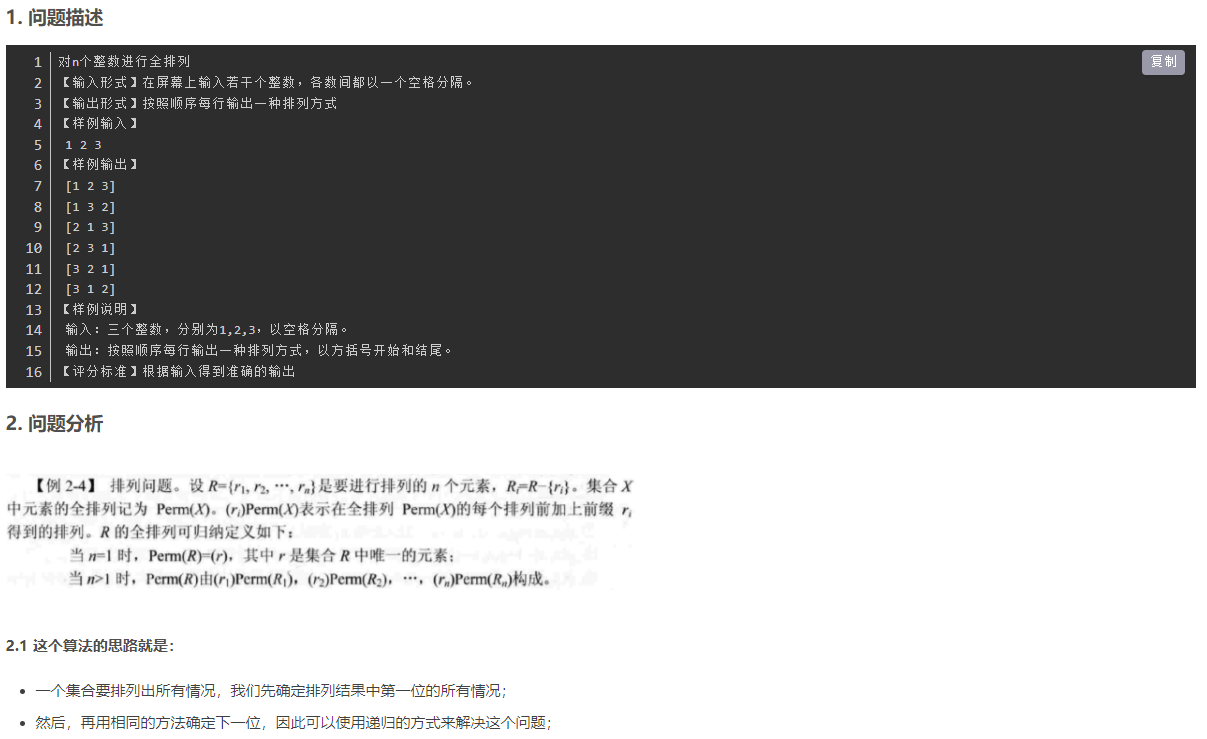 1. 问题描述
复制
1 对n个整数进行全排列
2 【输入形式】在屏幕上输入若干个整数，各数间都以一个空格分隔。
3 【输出形式】按照顺序每行输出一种排列方式
4 【样例输入】
5 1 2 3
6 【样例输出】
7 [1 2 3]
8 [1 3 2]
9 [2 1 3]
10 [2 3 1]
11 [3 2 1]
12 [3 1 2]
13 【样例说明】
14 输入：三个整数，分别为1,2,3，以空格分隔。
15 输出：按照顺序每行输出一种排列方式，以方括号开始和结尾。
16 【评分标准】根据输入得到准确的输出
2. 问题分析
【例 2-4】 排列问题。设 R={r₁, r₂, ⋯, rₙ}是要进行排列的 n 个元素，Rᵢ=R−{rᵢ}。集合 X
中元素的全排列记为 Perm(X)。(rᵢ)Perm(X)表示在全排列 Perm(X)的每个排列前加上前缀 rᵢ
得到的排列。R 的全排列可归纳定义如下：
当 n=1 时，Perm(R)=(r)，其中 r 是集合 R 中唯一的元素；
当 n>1 时，Perm(R)由(r₁)Perm(R₁)，(r₂)Perm(R₂)，⋯，(rₙ)Perm(Rₙ)构成。
2.1 这个算法的思路就是：
• 一个集合要排列出所有情况，我们先确定排列结果中第一位的所有情况；
• 然后，再用相同的方法确定下一位，因此可以使用递归的方式来解决这个问题；